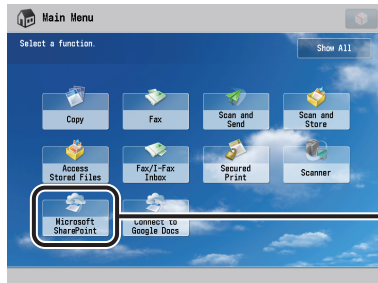 Main Menu
Select a function.
Show All
Copy
Fax
Scan and
Send
Scan and
Store
Access
Stored Files
Fax/I-Fax
Inbox
Secured
Print
Scanner
Microsoft
SharePoint
Connect to
Google Docs